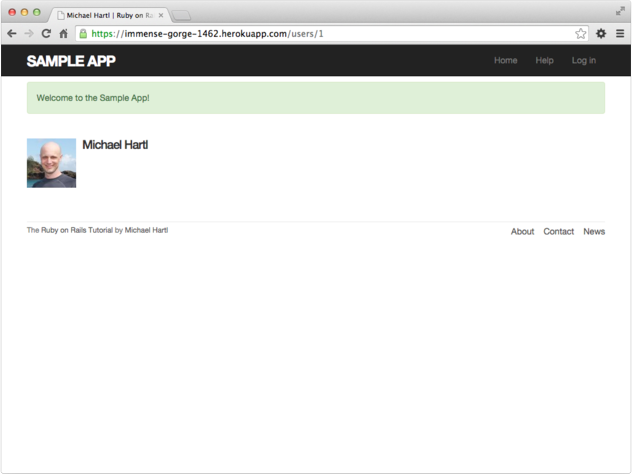 Michael Hartl | Ruby on Ra
https://immense-gorge-1462.herokuapp.com/users/1
SAMPLE APP Home Help Log in
Welcome to the Sample App!
Michael Hartl
The Ruby on Rails Tutorial by Michael Hartl About Contact News